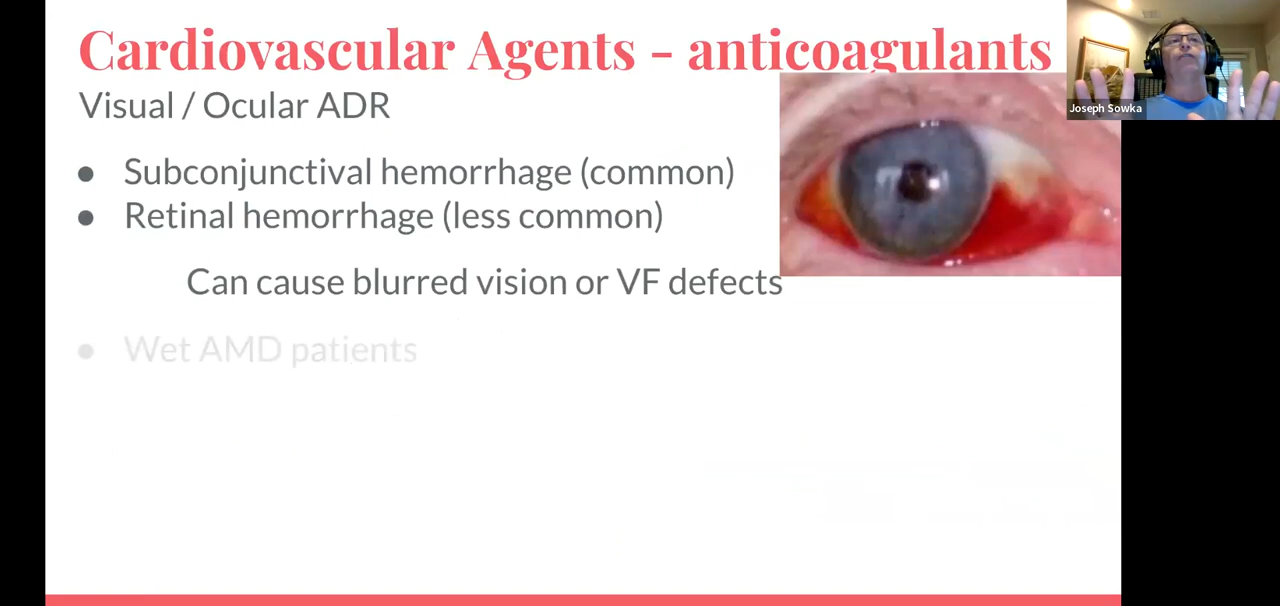 Cardiovascular Agents - anticoagulants
Joseph Sowka
Visual / Ocular ADR
● Subconjunctival hemorrhage (common)
● Retinal hemorrhage (less common)
Can cause blurred vision or VF defects
● Wet AMD patients